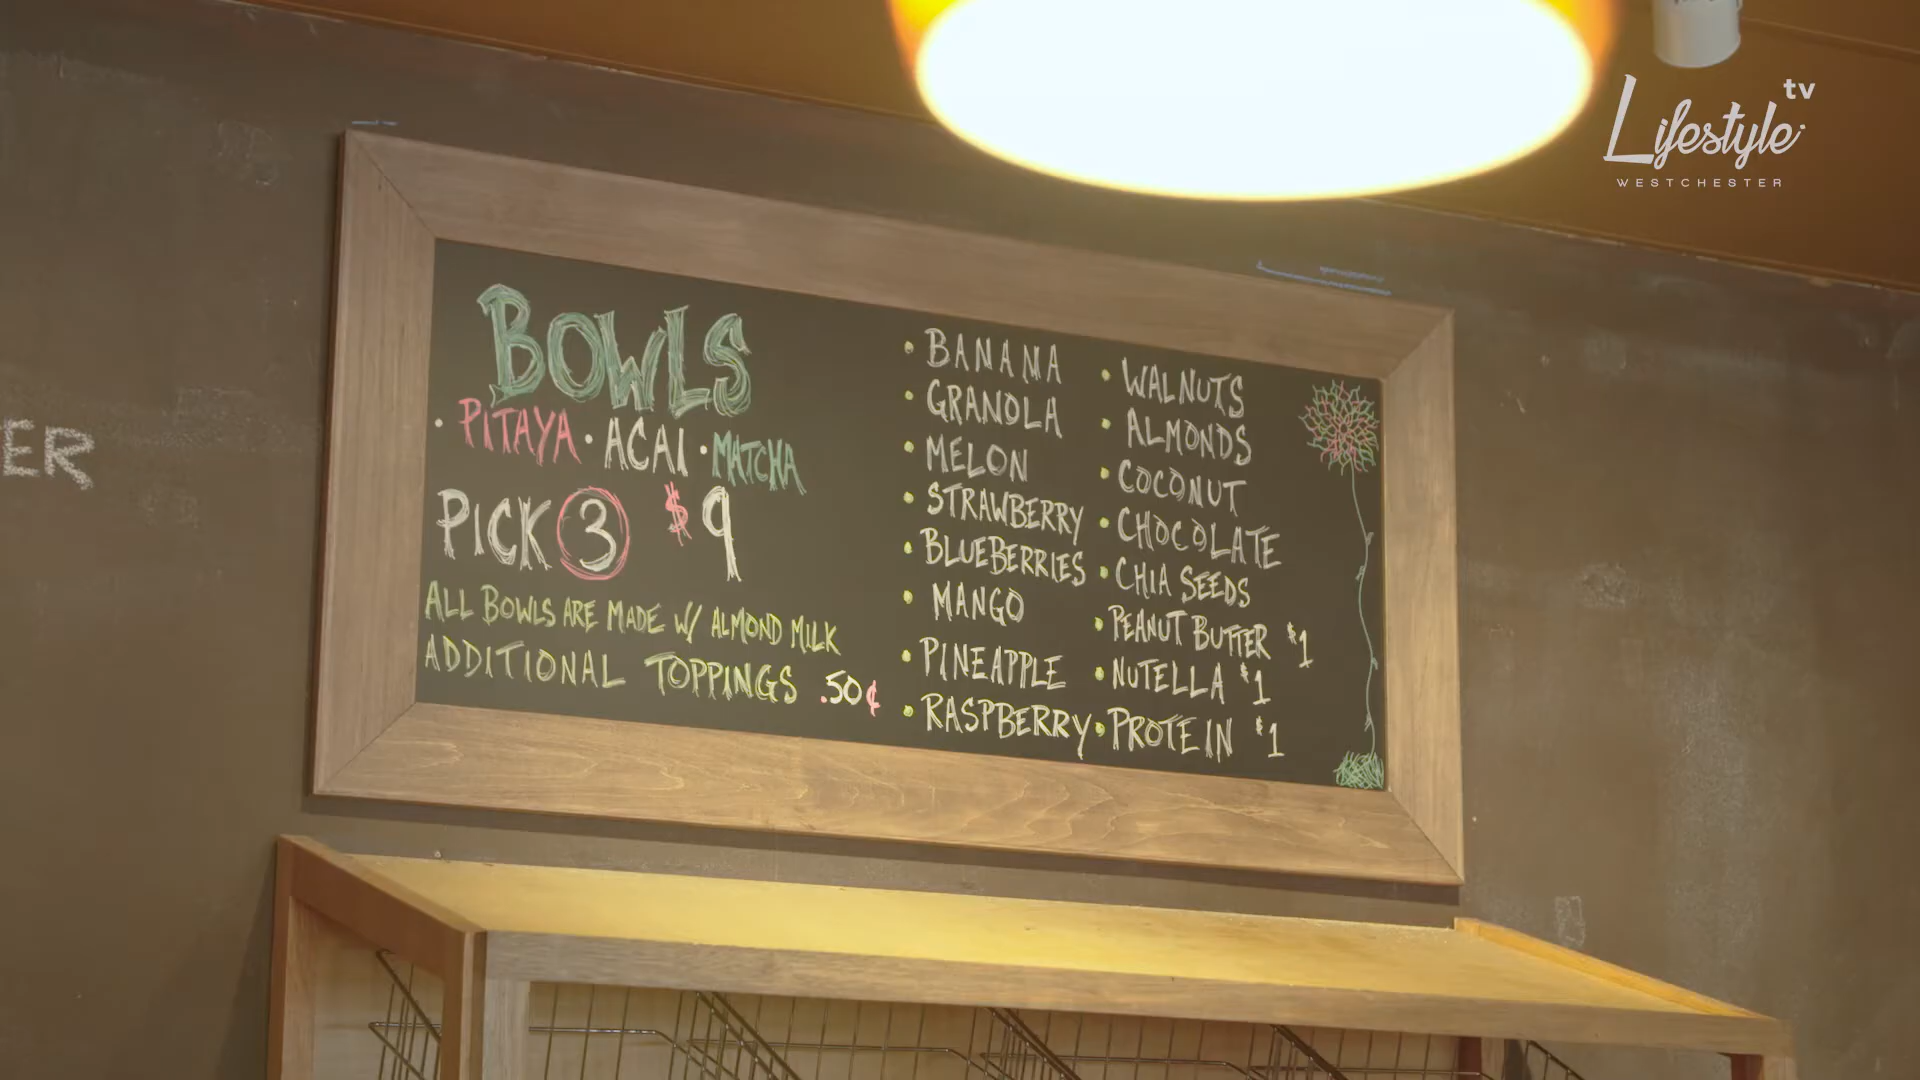 tv
Lifestyle
WESTCHESTER
ER
BOWLS
· PITAYA · ACAI · MATCHA
PICK 3 $9
ALL BOWLS ARE MADE W/ ALMOND MILK
ADDITIONAL TOPPINGS .50¢
• BANANA
• GRANOLA
• MELON
• STRAWBERRY
• BLUEBERRIES
• MANGO
• PINEAPPLE
• RASPBERRY
• WALNUTS
• ALMONDS
• COCONUT
• CHOCOLATE
• CHIA SEEDS
• PEANUT BUTTER $1
• NUTELLA $1
• PROTEIN $1